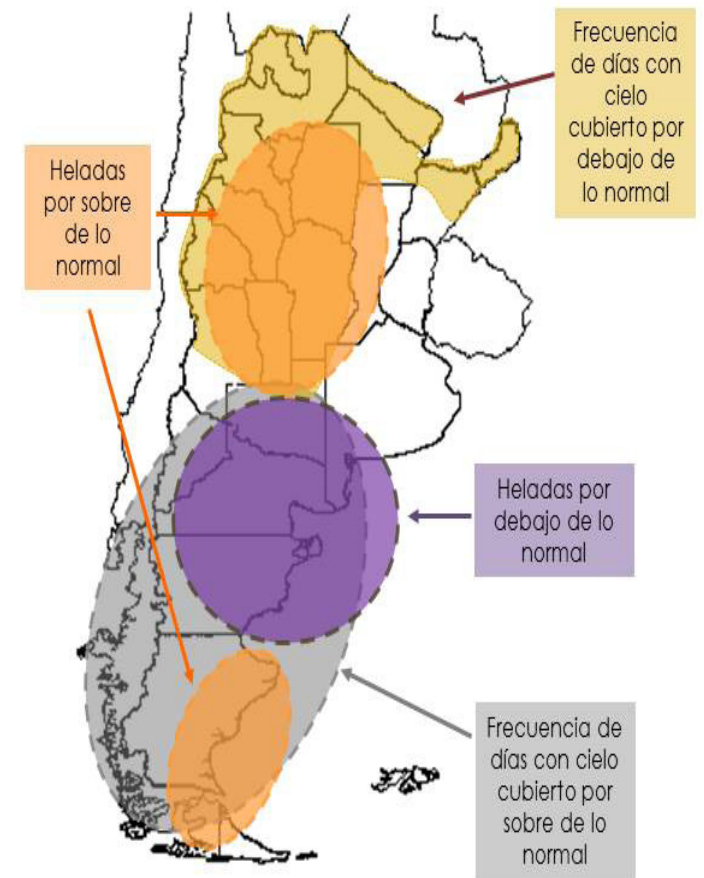 Frecuencia
de días con
cielo
cubierto por
debajo de
lo normal
Heladas
por sobre
de lo
normal
Heladas por
debajo de lo
normal
Frecuencia de
días con cielo
cubierto por
sobre de lo
normal